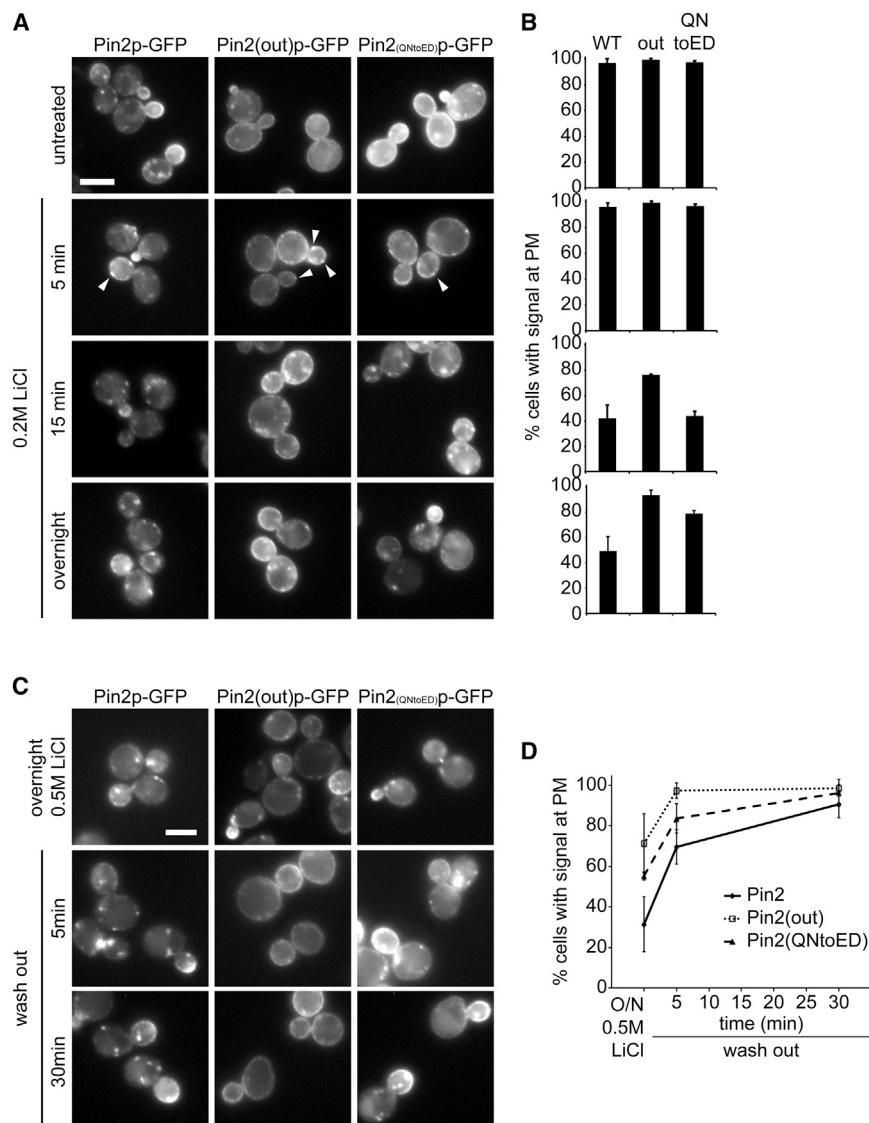 A
Pin2p-GFP Pin2(out)p-GFP Pin2(QNtoED)p-GFP
untreated
0.2M LiCl
5 min
15 min
overnight
B
WT out QN toED
% cells with signal at PM
100
80
60
40
20
0
100
80
60
40
20
0
100
80
60
40
20
0
100
80
60
40
20
0
C
Pin2p-GFP Pin2(out)p-GFP Pin2(QNtoED)p-GFP
overnight
0.5M LiCl
wash out
5min
30min
D
% cells with signal at PM
100
80
60
40
20
0
Pin2
Pin2(out)
Pin2(QNtoED)
O/N 5 10 15 20 25 30
0.5M time (min)
LiCl wash out